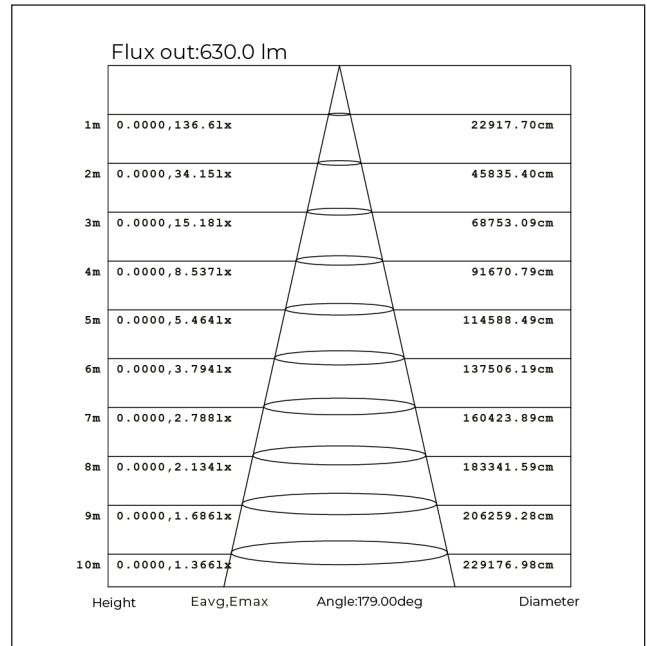 Flux out:630.0 lm
1m 0.0000,136.6lx 22917.70cm
2m 0.0000,34.15lx 45835.40cm
3m 0.0000,15.18lx 68753.09cm
4m 0.0000,8.537lx 91670.79cm
5m 0.0000,5.464lx 114588.49cm
6m 0.0000,3.794lx 137506.19cm
7m 0.0000,2.788lx 160423.89cm
8m 0.0000,2.134lx 183341.59cm
9m 0.0000,1.686lx 206259.28cm
10m 0.0000,1.366lx 229176.98cm
Height Eavg,Emax Angle:179.00deg Diameter